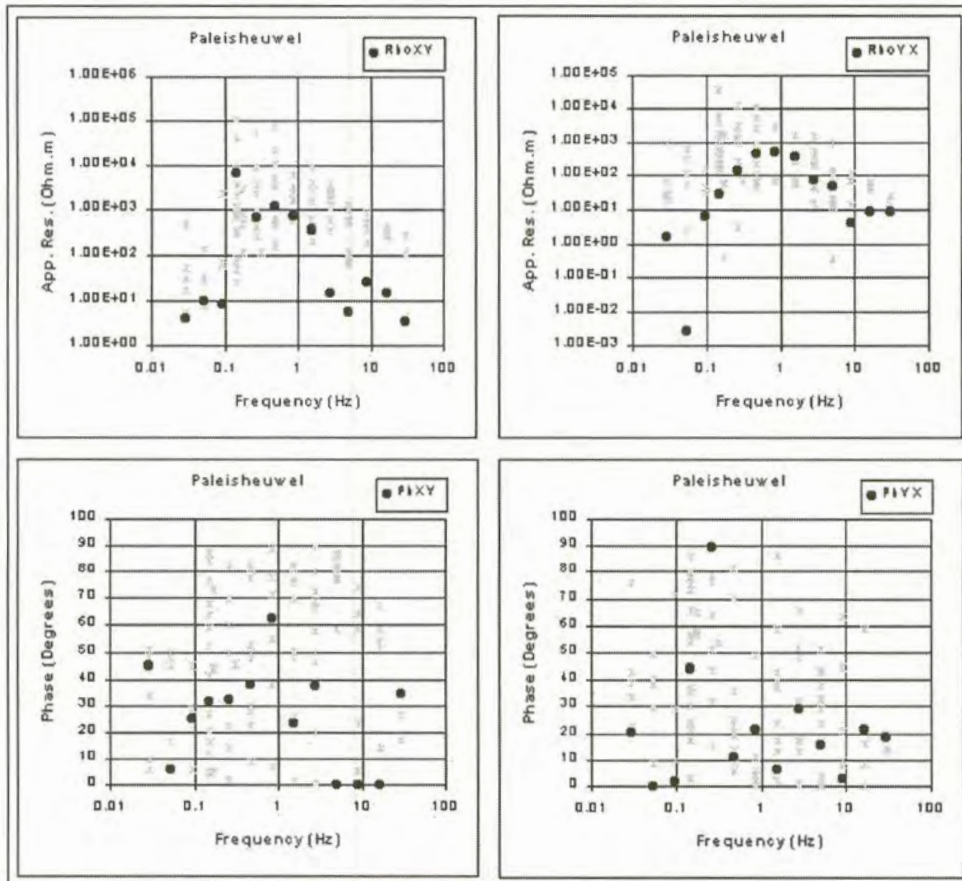 Paleisheuwel
RhoXY
App. Res. (Ohm.m)
1.00E+06
1.00E+05
1.00E+04
1.00E+03
1.00E+02
1.00E+01
1.00E+00
0.01 0.1 1 10 100
Frequency (Hz)
Paleisheuwel
RhoYX
App. Res. (Ohm.m)
1.00E+05
1.00E+04
1.00E+03
1.00E+02
1.00E+01
1.00E+00
1.00E-01
1.00E-02
1.00E-03
0.01 0.1 1 10 100
Frequency (Hz)
Paleisheuwel
PhXY
Phase (Degrees)
100
90
80
70
60
50
40
30
20
10
0
0.01 0.1 1 10 100
Frequency (Hz)
Paleisheuwel
PhYX
Phase (Degrees)
100
90
80
70
60
50
40
30
20
10
0
0.01 0.1 1 10 100
Frequency (Hz)